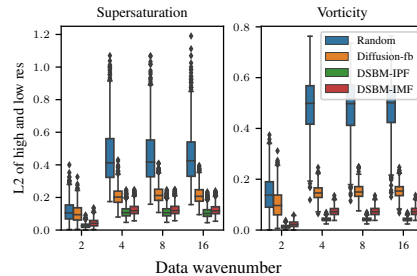 Supersaturation
Vorticity
L2 of high and low res
1.2
1.0
0.8
0.6
0.4
0.2
0.0
2 4 8 16
0.8
0.6
0.4
0.2
0.0
2 4 8 16
Random
Diffusion-fb
DSBM-IPF
DSBM-IMF
Data wavenumber